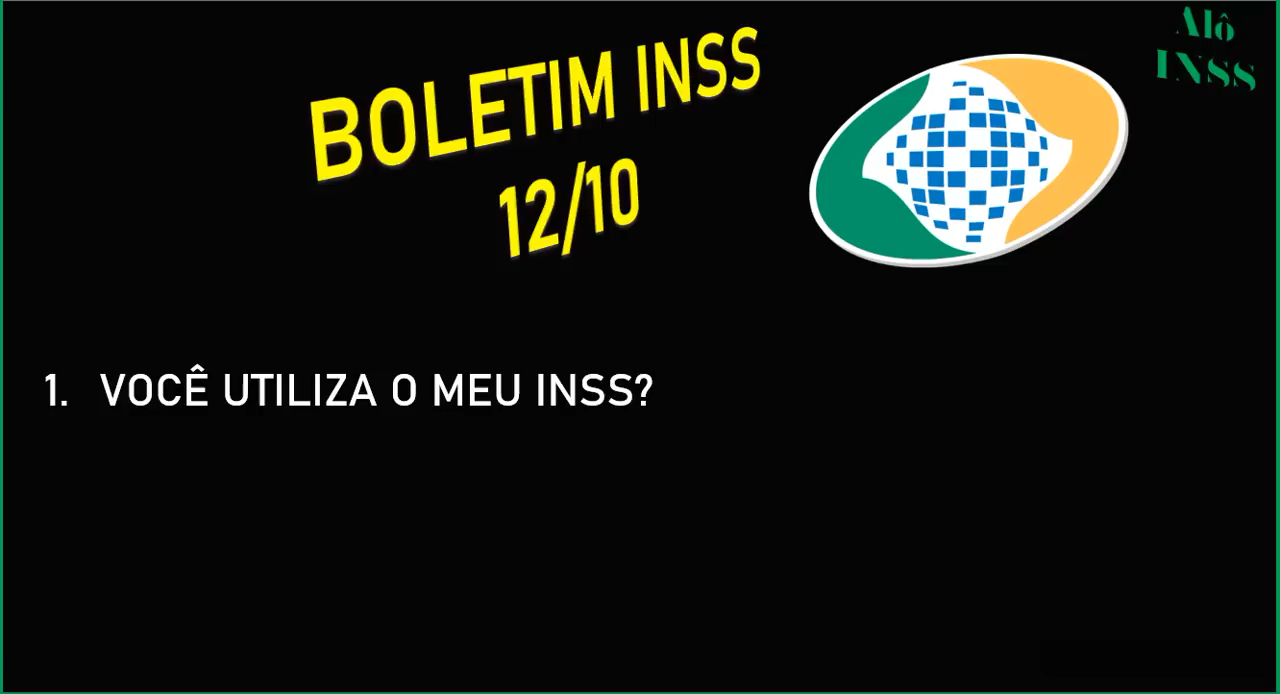 BOLETIM INSS
12/10
Alô
INSS
1. VOCÊ UTILIZA O MEU INSS?